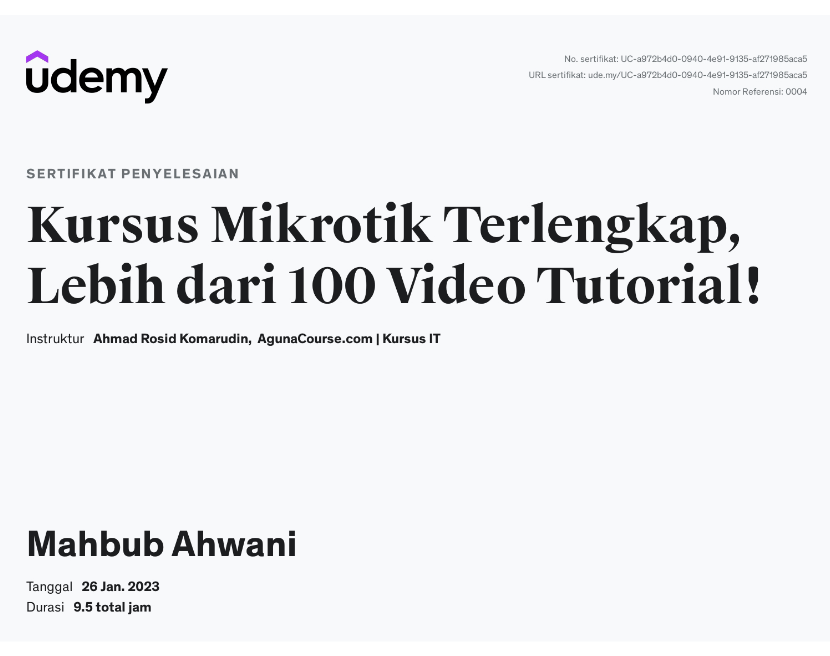 udemy
No. sertifikat: UC-a972b4d0-0940-4e91-9135-af271985aca5
URL sertifikat: ude.my/UC-a972b4d0-0940-4e91-9135-af271985aca5
Nomor Referensi: 0004
SERTIFIKAT PENYELESAIAN
Kursus Mikrotik Terlengkap,
Lebih dari 100 Video Tutorial!
Instruktur Ahmad Rosid Komarudin, AgunaCourse.com | Kursus IT
Mahbub Ahwani
Tanggal 26 Jan. 2023
Durasi 9.5 total jam